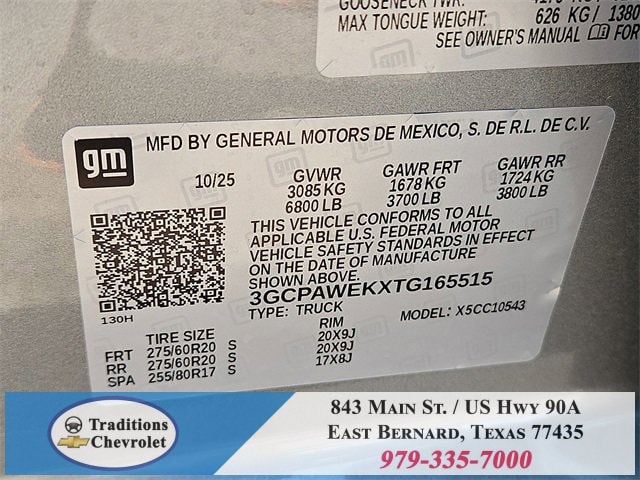 GOOSENECK TWR:
MAX TONGUE WEIGHT: 626 KG / 1380
SEE OWNER'S MANUAL FOR
gm
MFD BY GENERAL MOTORS DE MEXICO, S. DE R.L. DE C.V.
10/25 GVWR GAWR FRT GAWR RR
3085 KG 1678 KG 1724 KG
6800 LB 3700 LB 3800 LB
THIS VEHICLE CONFORMS TO ALL
APPLICABLE U.S. FEDERAL MOTOR
VEHICLE SAFETY STANDARDS IN EFFECT
ON THE DATE OF MANUFACTURE
SHOWN ABOVE.
3GCPAWEKXTG165515
130H
TYPE: TRUCK MODEL: X5CC10543
TIRE SIZE RIM
FRT 275/60R20 S 20X9J
RR 275/60R20 S 20X9J
SPA 255/80R17 S 17X8J
Traditions
Chevrolet
843 Main St. / US Hwy 90A
East Bernard, Texas 77435
979-335-7000